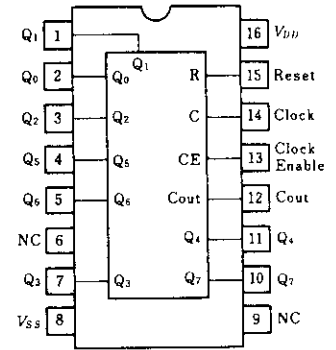 Q₁ 1 16 V_DD
Q₁
Q₀ 2 Q₀ R 15 Reset
Q₂ 3 Q₂ C 14 Clock
Q₅ 4 Q₅ CE 13 Clock Enable
Q₆ 5 Q₆ Cout 12 Cout
NC 6 Q₄ 11 Q₄
Q₃ 7 Q₃ Q₇ 10 Q₇
V_SS 8 9 NC